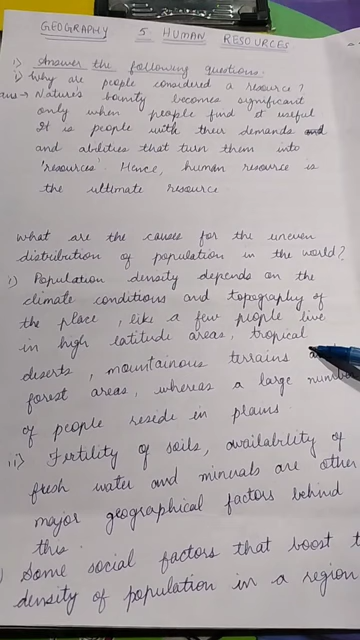 GEOGRAPHY 5 HUMAN RESOURCES
1) Answer the following questions.
i) Why are people considered a resource?
Ans → Nature's bounty becomes significant
only when people find it useful
It is people with their demands
and abilities that turn them into
'resources'. Hence, human resource is
the ultimate resource
What are the causes for the uneven
distribution of population in the world?
i) Population density depends on the
climate conditions and topography of
the place, like a few people live
in high latitude areas, tropical
deserts, mountainous terrains
forest areas, whereas a large number
of people reside in plains
ii) Fertility of soils, availability of
fresh water and minerals are other
major geographical factors behind
this.
Some social factors that boost
density of population in a region